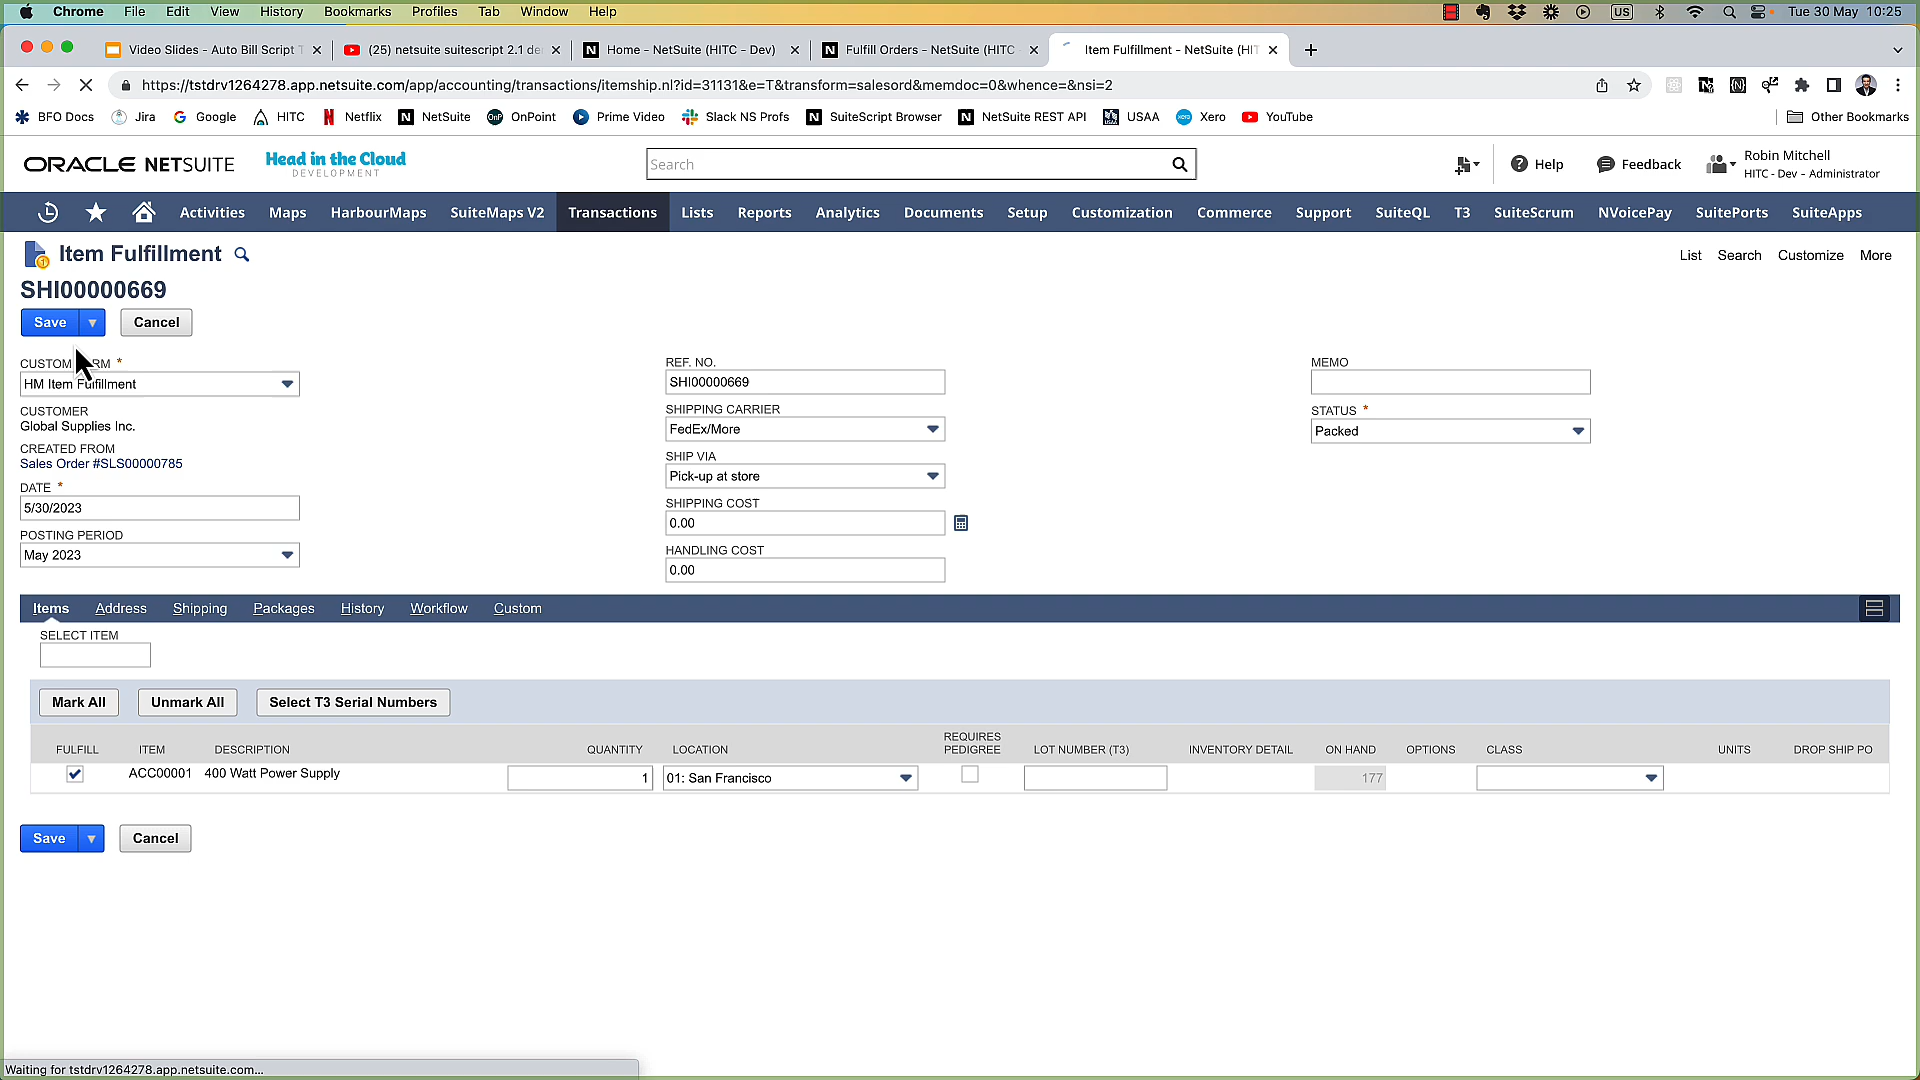 Chrome File Edit View History Bookmarks Profiles Tab Window Help US Tue 30 May 10:25
Video Slides - Auto Bill Script (25) netsuite suitescript 2.1 de Home - NetSuite (HITC - Dev) Fulfill Orders - NetSuite (HITC Item Fulfillment - NetSuite (HIT
https://tstdrv1264278.app.netsuite.com/app/accounting/transactions/itemship.nl?id=31131&e=T&transform=salesord&memdoc=0&whence=&nsi=2
BFO Docs Jira Google HITC Netflix NetSuite OnPoint Prime Video Slack NS Profs SuiteScript Browser NetSuite REST API USAA Xero YouTube Other Bookmarks
ORACLE NETSUITE Head in the Cloud Search Help Feedback Robin Mitchell
DEVELOPMENT HITC - Dev - Administrator
Activities Maps HarbourMaps SuiteMaps V2 Transactions Lists Reports Analytics Documents Setup Customization Commerce Support SuiteQL T3 SuiteScrum NVoicePay SuitePorts SuiteApps
Item Fulfillment List Search Customize More
SHI00000669
Save Cancel
CUSTOM RM * REF. NO. MEMO
HM Item Fulfillment SHI00000669
CUSTOMER SHIPPING CARRIER STATUS *
Global Supplies Inc. FedEx/More Packed
CREATED FROM SHIP VIA
Sales Order #SLS00000785 Pick-up at store
DATE * SHIPPING COST
5/30/2023 0.00
POSTING PERIOD HANDLING COST
May 2023 0.00
Items Address Shipping Packages History Workflow Custom
SELECT ITEM
Mark All Unmark All Select T3 Serial Numbers
FULFILL ITEM DESCRIPTION QUANTITY LOCATION REQUIRES PEDIGREE LOT NUMBER (T3) INVENTORY DETAIL ON HAND OPTIONS CLASS UNITS DROP SHIP PO
ACC00001 400 Watt Power Supply 1 01: San Francisco 177
Save Cancel
Waiting for tstdrv1264278.app.netsuite.com...